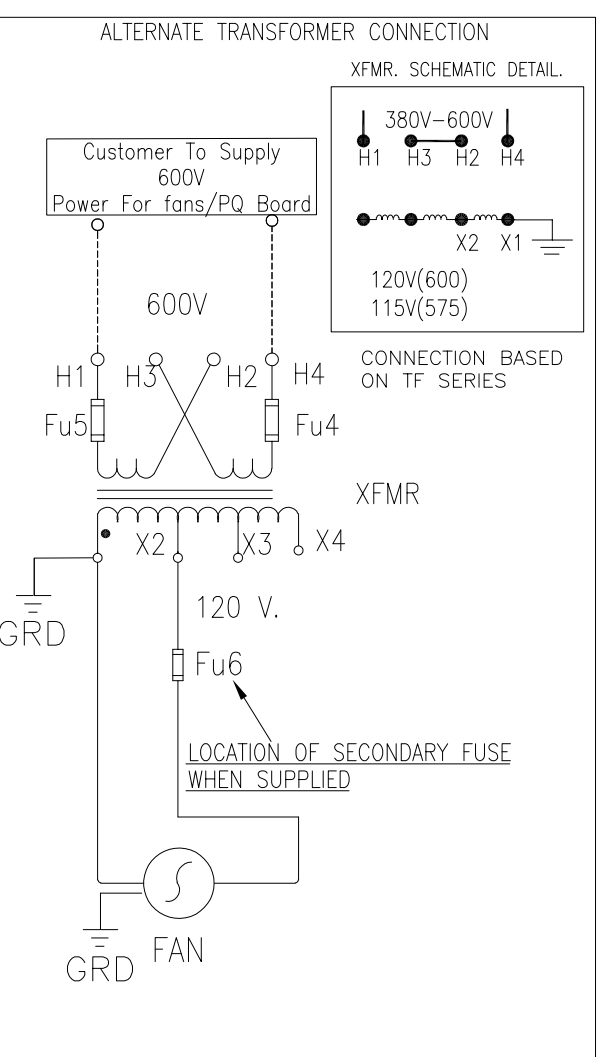 ALTERNATE TRANSFORMER CONNECTION
XFMR. SCHEMATIC DETAIL.
380V-600V
H1 H3 H2 H4
X2 X1
120V(600)
115V(575)
CONNECTION BASED
ON TF SERIES
Customer To Supply
600V
Power For fans/PQ Board
600V
H1 H3 H2 H4
Fu5 Fu4
XFMR
X2 X3 X4
GRD
120 V.
Fu6
LOCATION OF SECONDARY FUSE
WHEN SUPPLIED
FAN
GRD